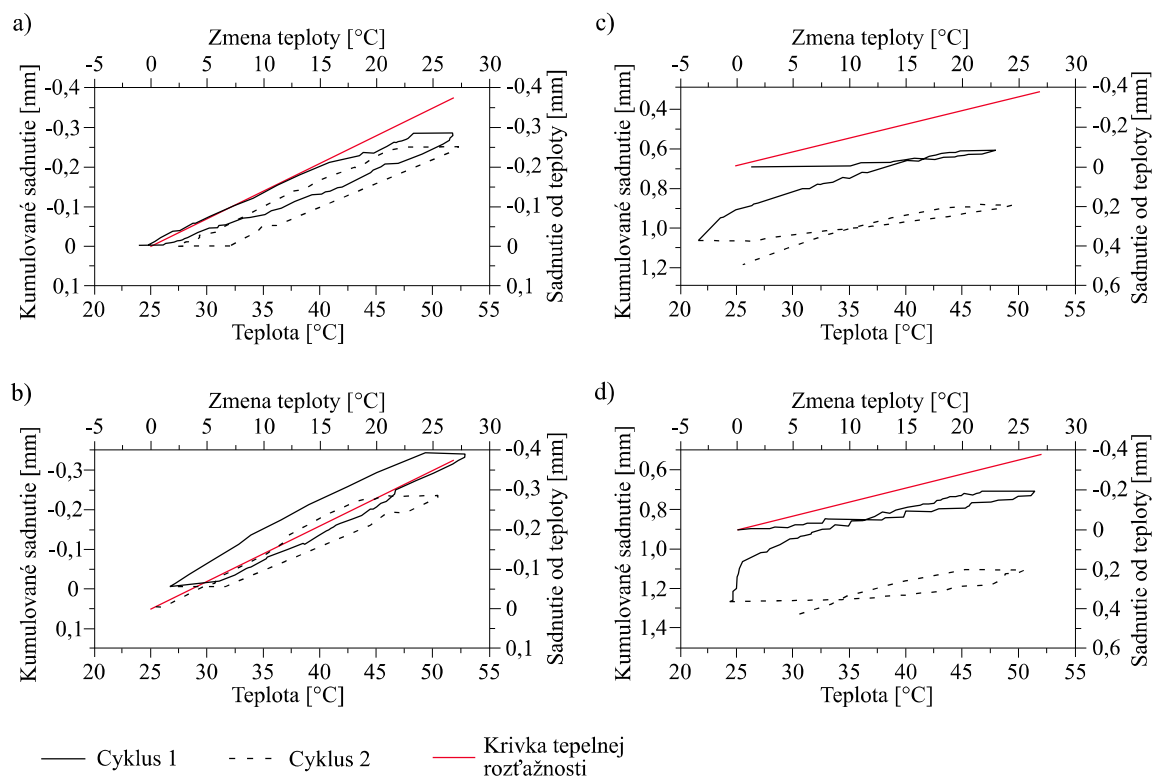 a)
Zmena teploty [°C]
-5 0 5 10 15 20 25 30
Kumulované sadnutie [mm]
-0,4
-0,3
-0,2
-0,1
0
0,1
-0,4
-0,3
-0,2
-0,1
0
0,1
Sadnutie od teploty [mm]
20 25 30 35 40 45 50 55
Teplota [°C]
c)
Zmena teploty [°C]
-5 0 5 10 15 20 25 30
Kumulované sadnutie [mm]
0,4
0,6
0,8
1,0
1,2
-0,4
-0,2
0
0,2
0,4
0,6
Sadnutie od teploty [mm]
20 25 30 35 40 45 50 55
Teplota [°C]
b)
Zmena teploty [°C]
-5 0 5 10 15 20 25 30
Kumulované sadnutie [mm]
-0,3
-0,2
-0,1
0
0,1
-0,4
-0,3
-0,2
-0,1
0
0,1
Sadnutie od teploty [mm]
20 25 30 35 40 45 50 55
Teplota [°C]
d)
Zmena teploty [°C]
-5 0 5 10 15 20 25 30
Kumulované sadnutie [mm]
0,6
0,8
1,0
1,2
1,4
-0,4
-0,2
0
0,2
0,4
0,6
Sadnutie od teploty [mm]
20 25 30 35 40 45 50 55
Teplota [°C]
Cyklus 1
Cyklus 2
Krivka tepelnej
rozťažnosti